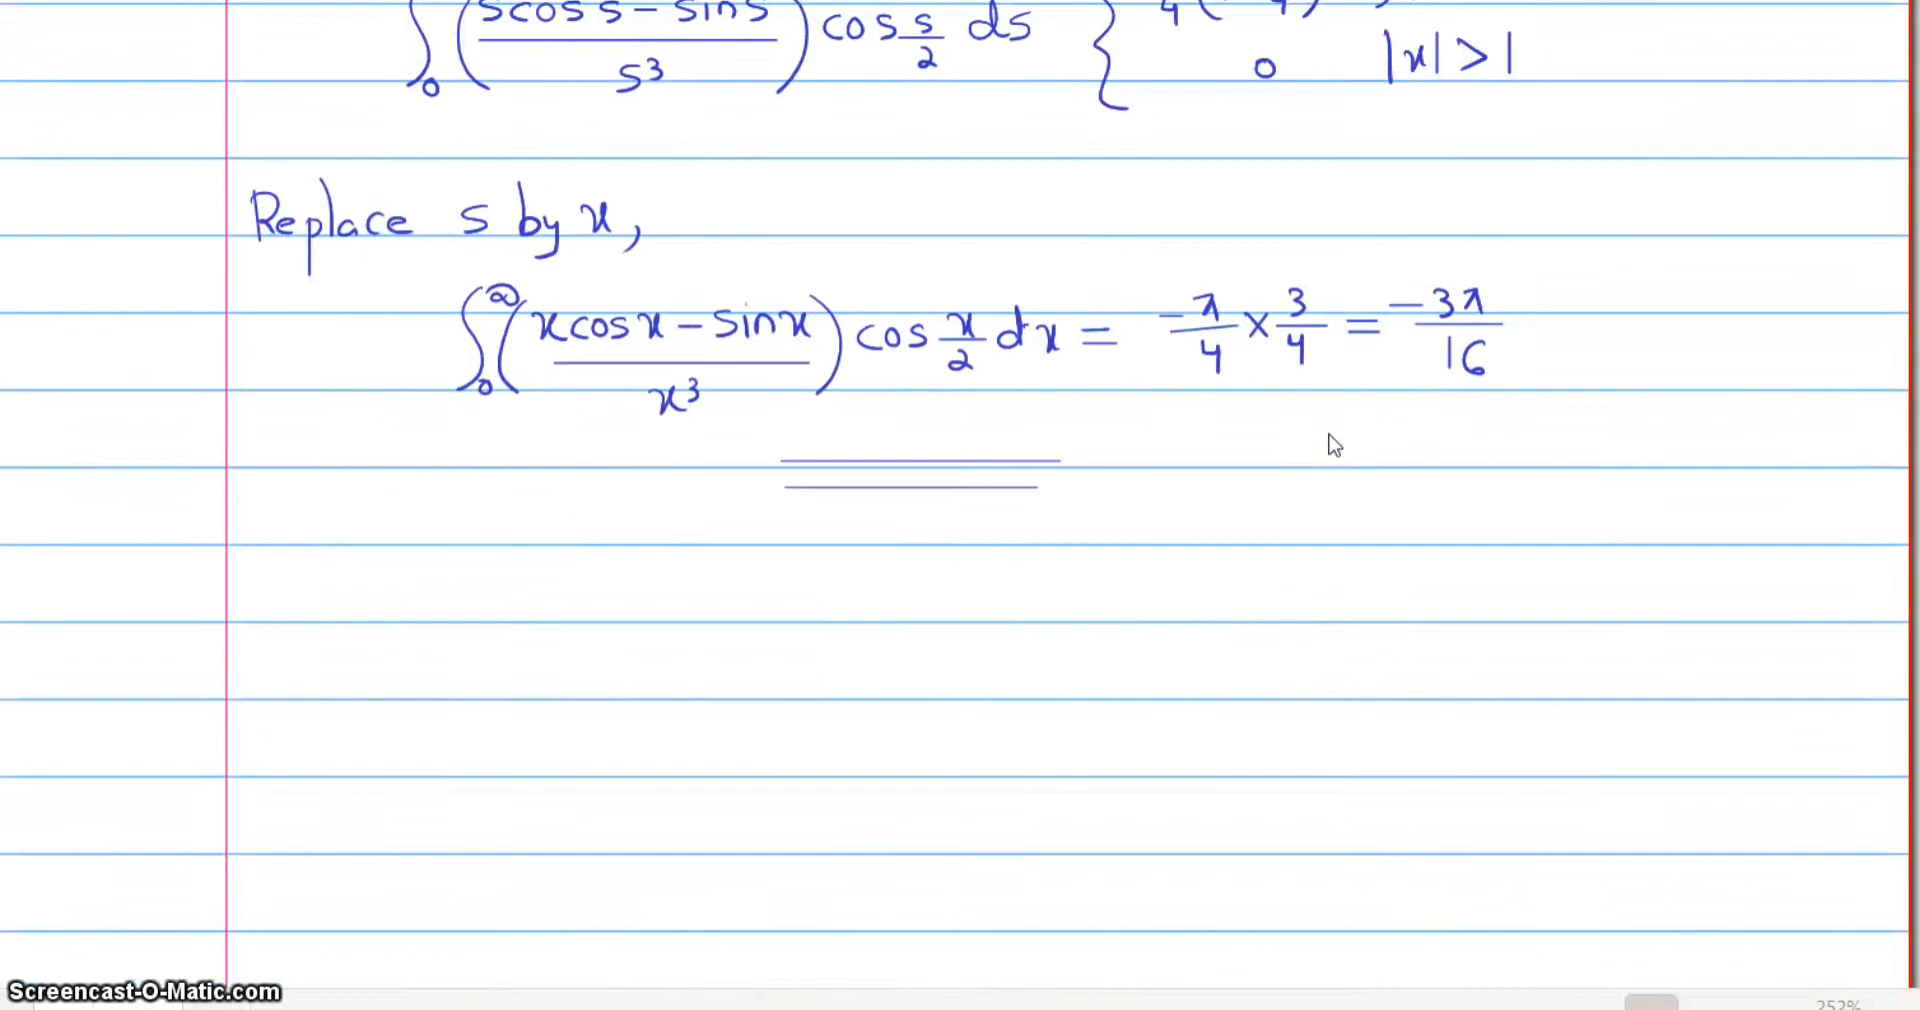 ∫₀ (s cos s − sin s / s³) cos s/2 ds {
0 |x| > 1
Replace s by x,
∫₀^∞ (x cos x − sin x / x³) cos x/2 dx = −π/4 × 3/4 = −3π/16
Screencast-O-Matic.com
252%